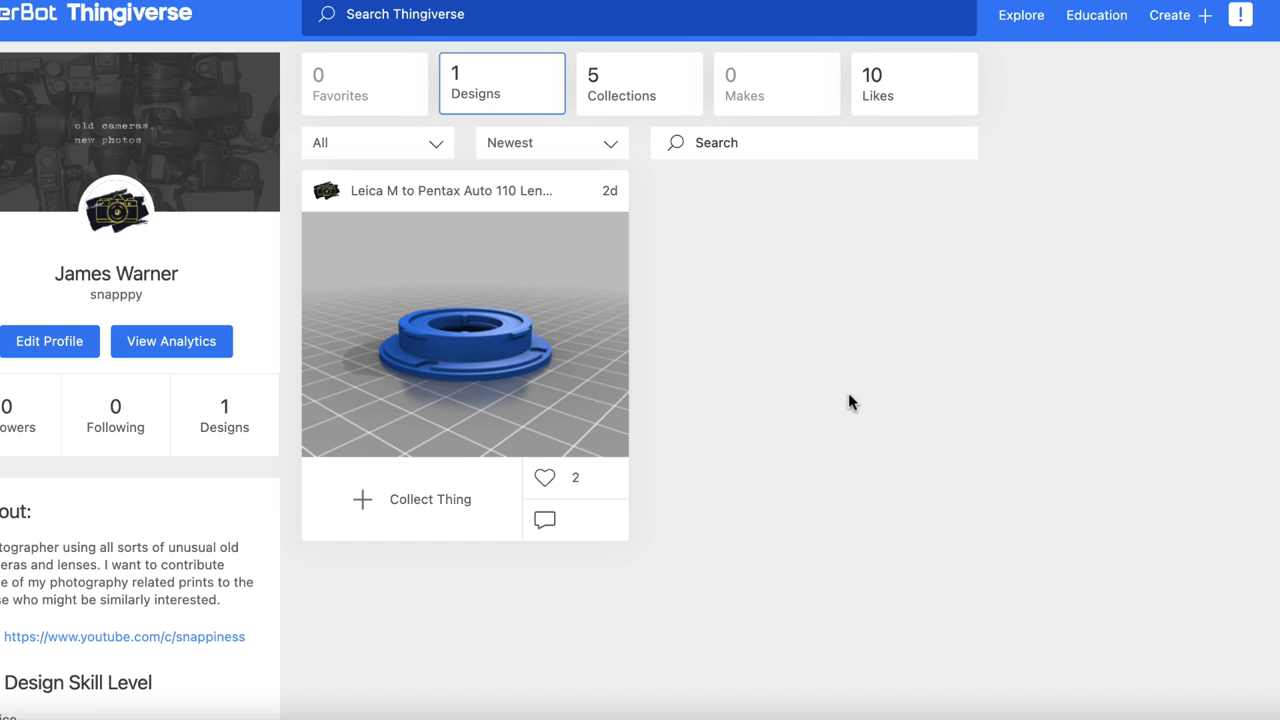 erBot Thingiverse
Search Thingiverse
Explore
Education
Create
0
Favorites
1
Designs
5
Collections
0
Makes
10
Likes
All
Newest
Search
old cameras,
new photos
James Warner
snapppy
Edit Profile
View Analytics
0
owers
0
Following
1
Designs
out:
tographer using all sorts of unusual old
eras and lenses. I want to contribute
e of my photography related prints to the
se who might be similarly interested.
https://www.youtube.com/c/snappiness
Design Skill Level
Leica M to Pentax Auto 110 Len...
2d
Collect Thing
2